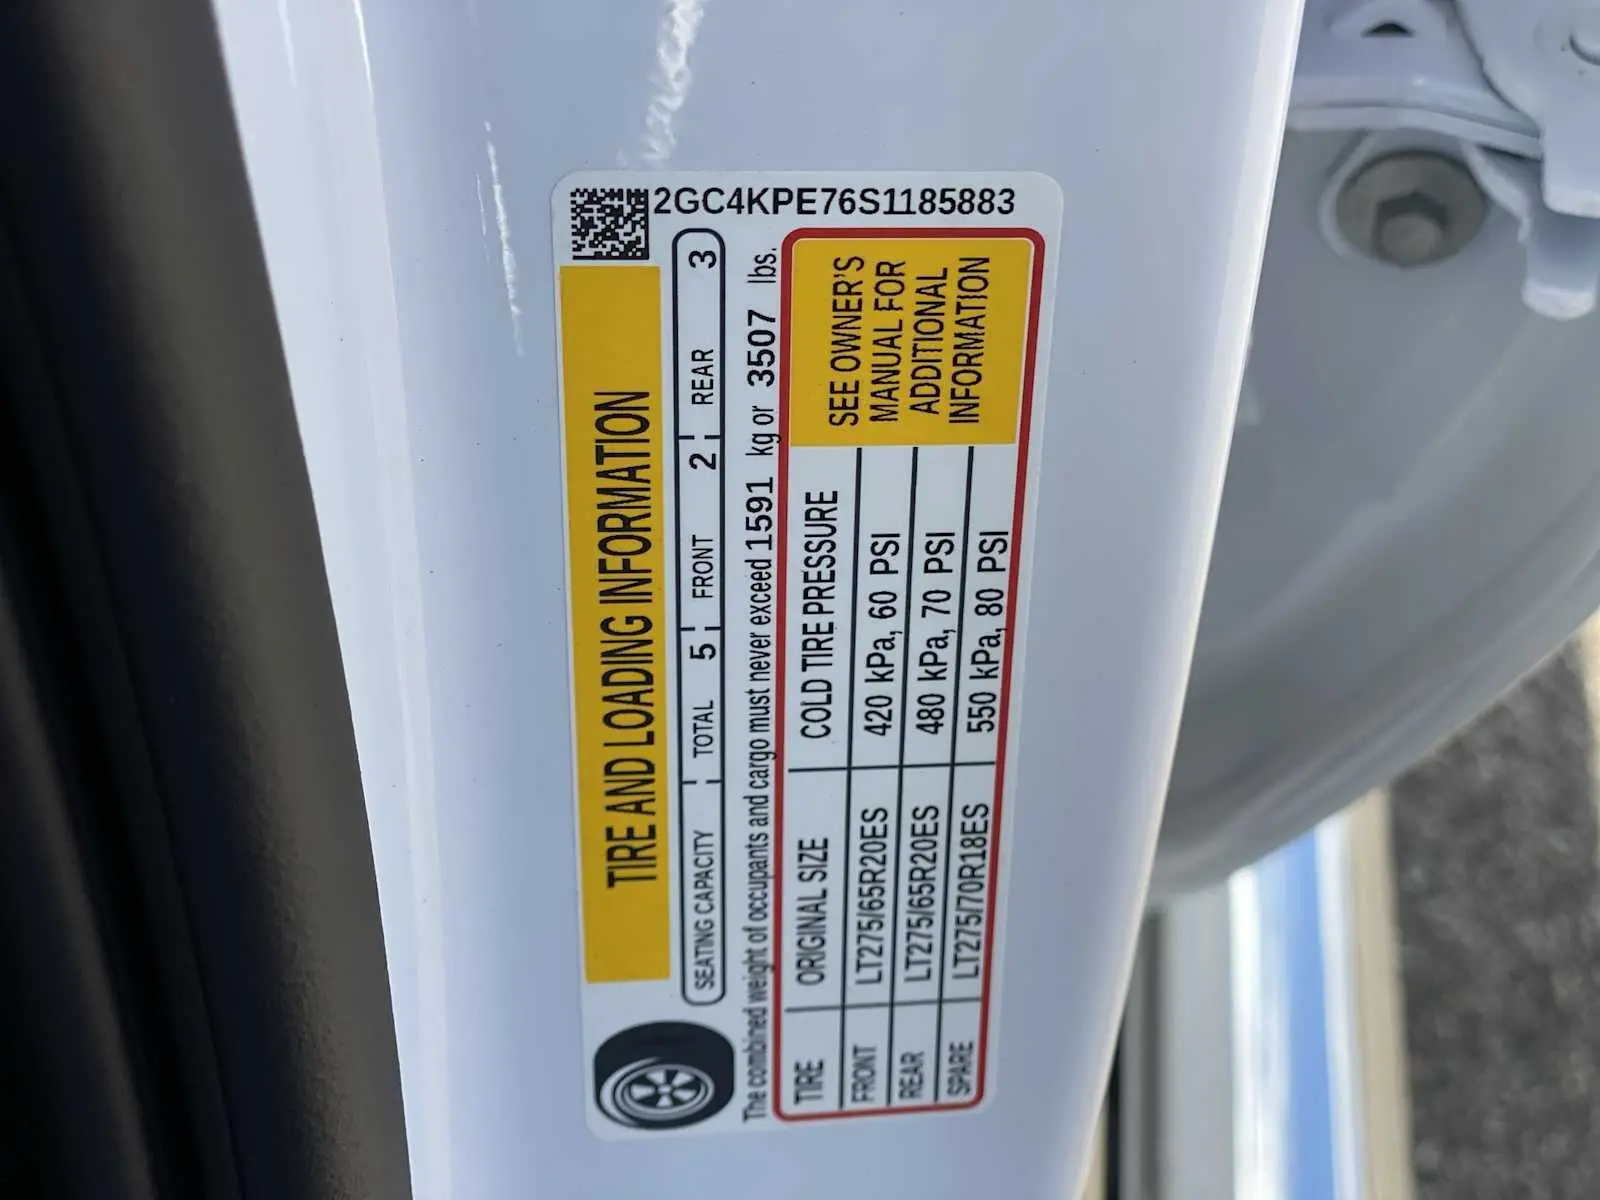 2GC4KPE76S1185883
TIRE AND LOADING INFORMATION
SEATING CAPACITY TOTAL 5 FRONT 2 REAR 3
The combined weight of occupants and cargo must never exceed 1591 kg or 3507 lbs.
TIRE ORIGINAL SIZE COLD TIRE PRESSURE
FRONT LT275/65R20ES 420 kPa, 60 PSI
REAR LT275/65R20ES 480 kPa, 70 PSI
SPARE LT275/70R18ES 550 kPa, 80 PSI
SEE OWNER'S
MANUAL FOR
ADDITIONAL
INFORMATION